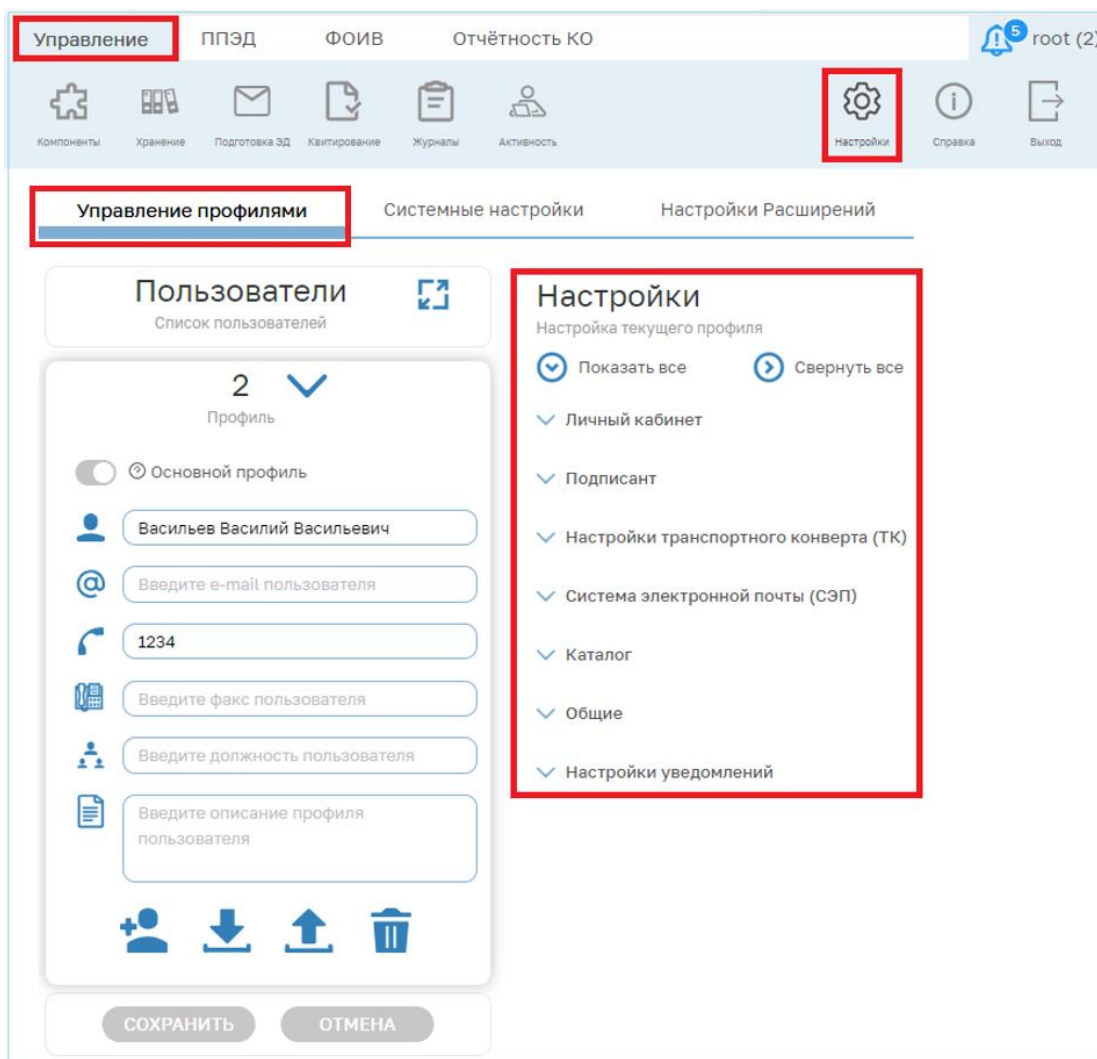 Управление ППЭД ФОИВ Отчётность КО 5 root (2)
Компоненты Хранение Подготовка ЭД Квитирование Журналы Активность Настройки Справка Выход
Управление профилями Системные настройки Настройки Расширений
Пользователи
Список пользователей
2
Профиль
Основной профиль
Васильев Василий Васильевич
Введите e-mail пользователя
1234
Введите факс пользователя
Введите должность пользователя
Введите описание профиля
пользователя
СОХРАНИТЬ ОТМЕНА
Настройки
Настройка текущего профиля
Показать все Свернуть все
Личный кабинет
Подписант
Настройки транспортного конверта (ТК)
Система электронной почты (СЭП)
Каталог
Общие
Настройки уведомлений